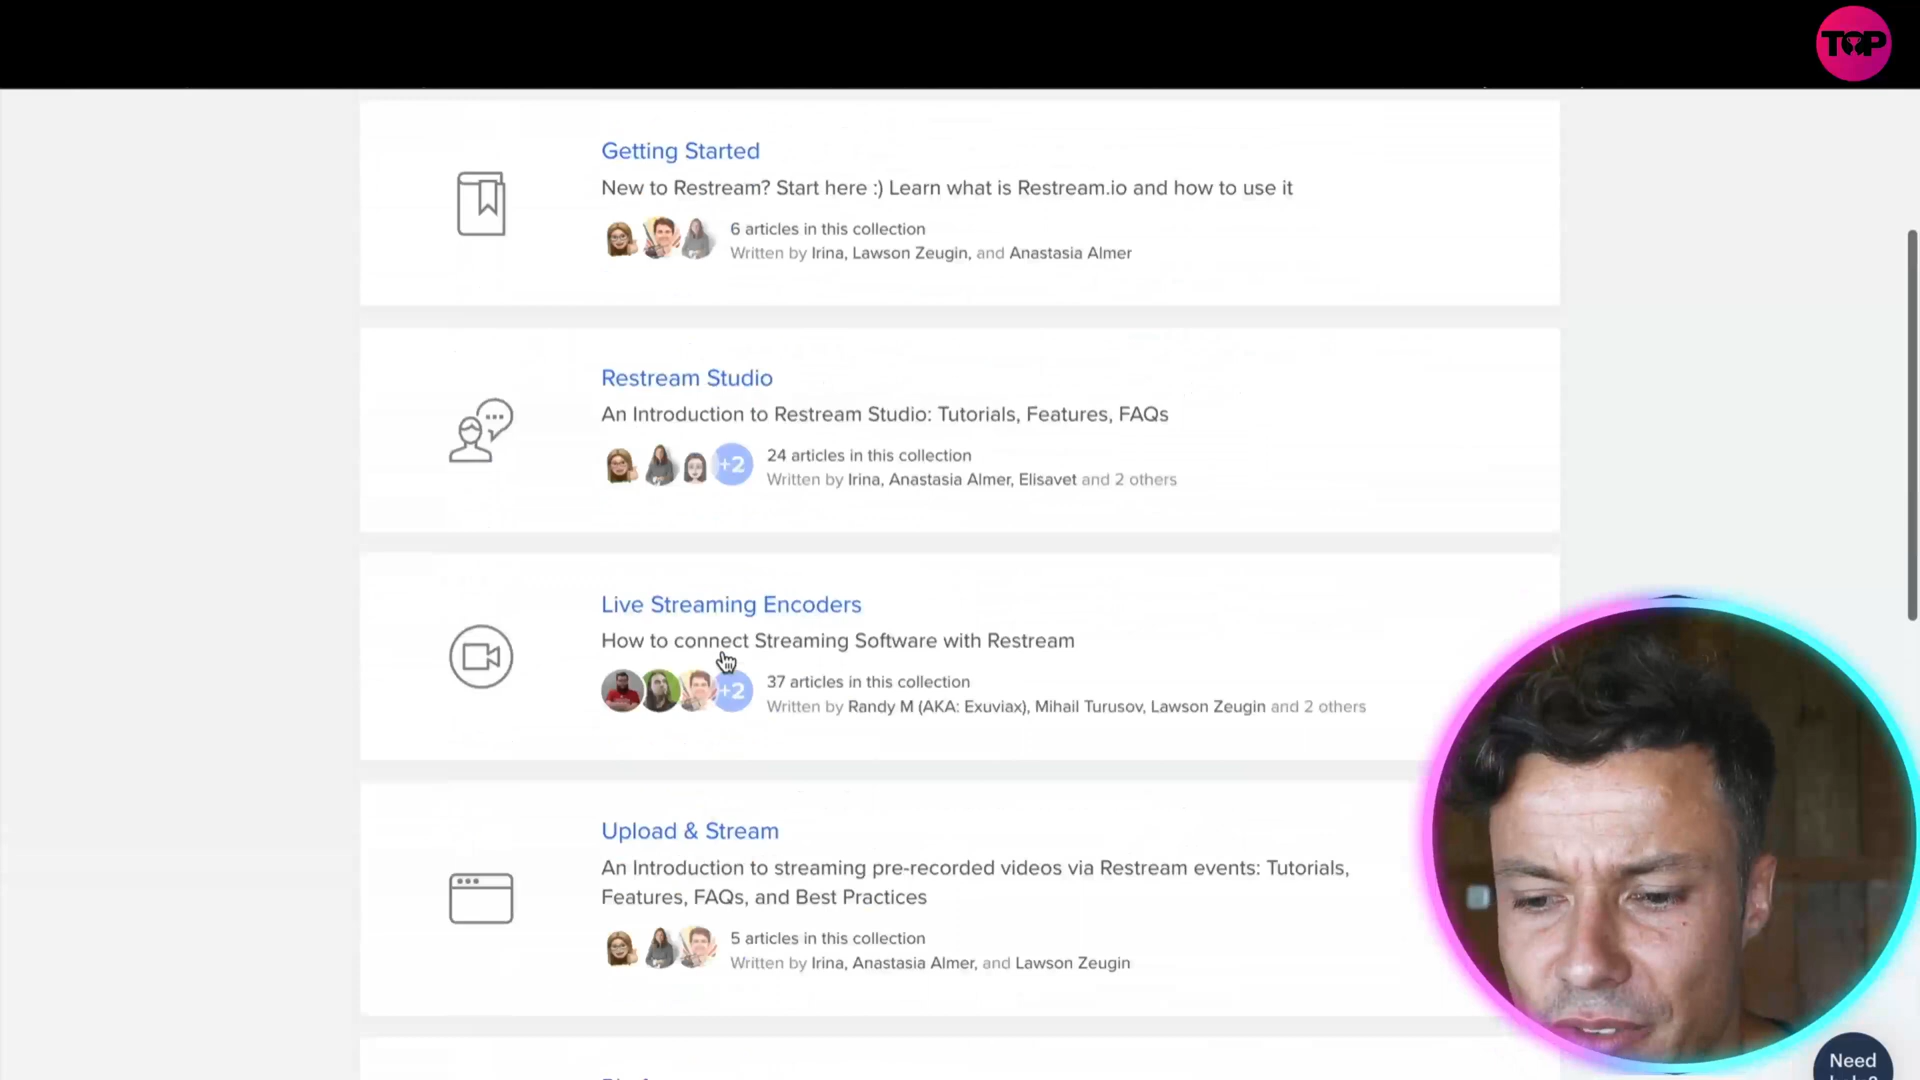 TOP
Getting Started
New to Restream? Start here :) Learn what is Restream.io and how to use it
6 articles in this collection
Written by Irina, Lawson Zeugin, and Anastasia Almer
Restream Studio
An Introduction to Restream Studio: Tutorials, Features, FAQs
+2
24 articles in this collection
Written by Irina, Anastasia Almer, Elisavet and 2 others
Live Streaming Encoders
How to connect Streaming Software with Restream
+2
37 articles in this collection
Written by Randy M (AKA: Exuviax), Mihail Turusov, Lawson Zeugin and 2 others
Upload & Stream
An Introduction to streaming pre-recorded videos via Restream events: Tutorials,
Features, FAQs, and Best Practices
5 articles in this collection
Written by Irina, Anastasia Almer, and Lawson Zeugin
Need